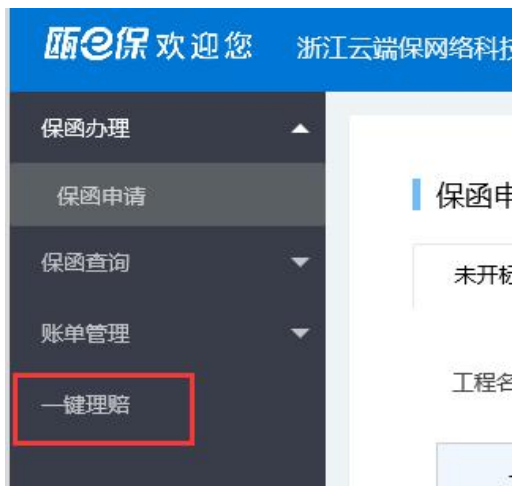 瓯e保 欢迎您 浙江云端保网络科技
保函办理
保函申请
保函查询
账单管理
一键理赔
保函申
未开标
工程名